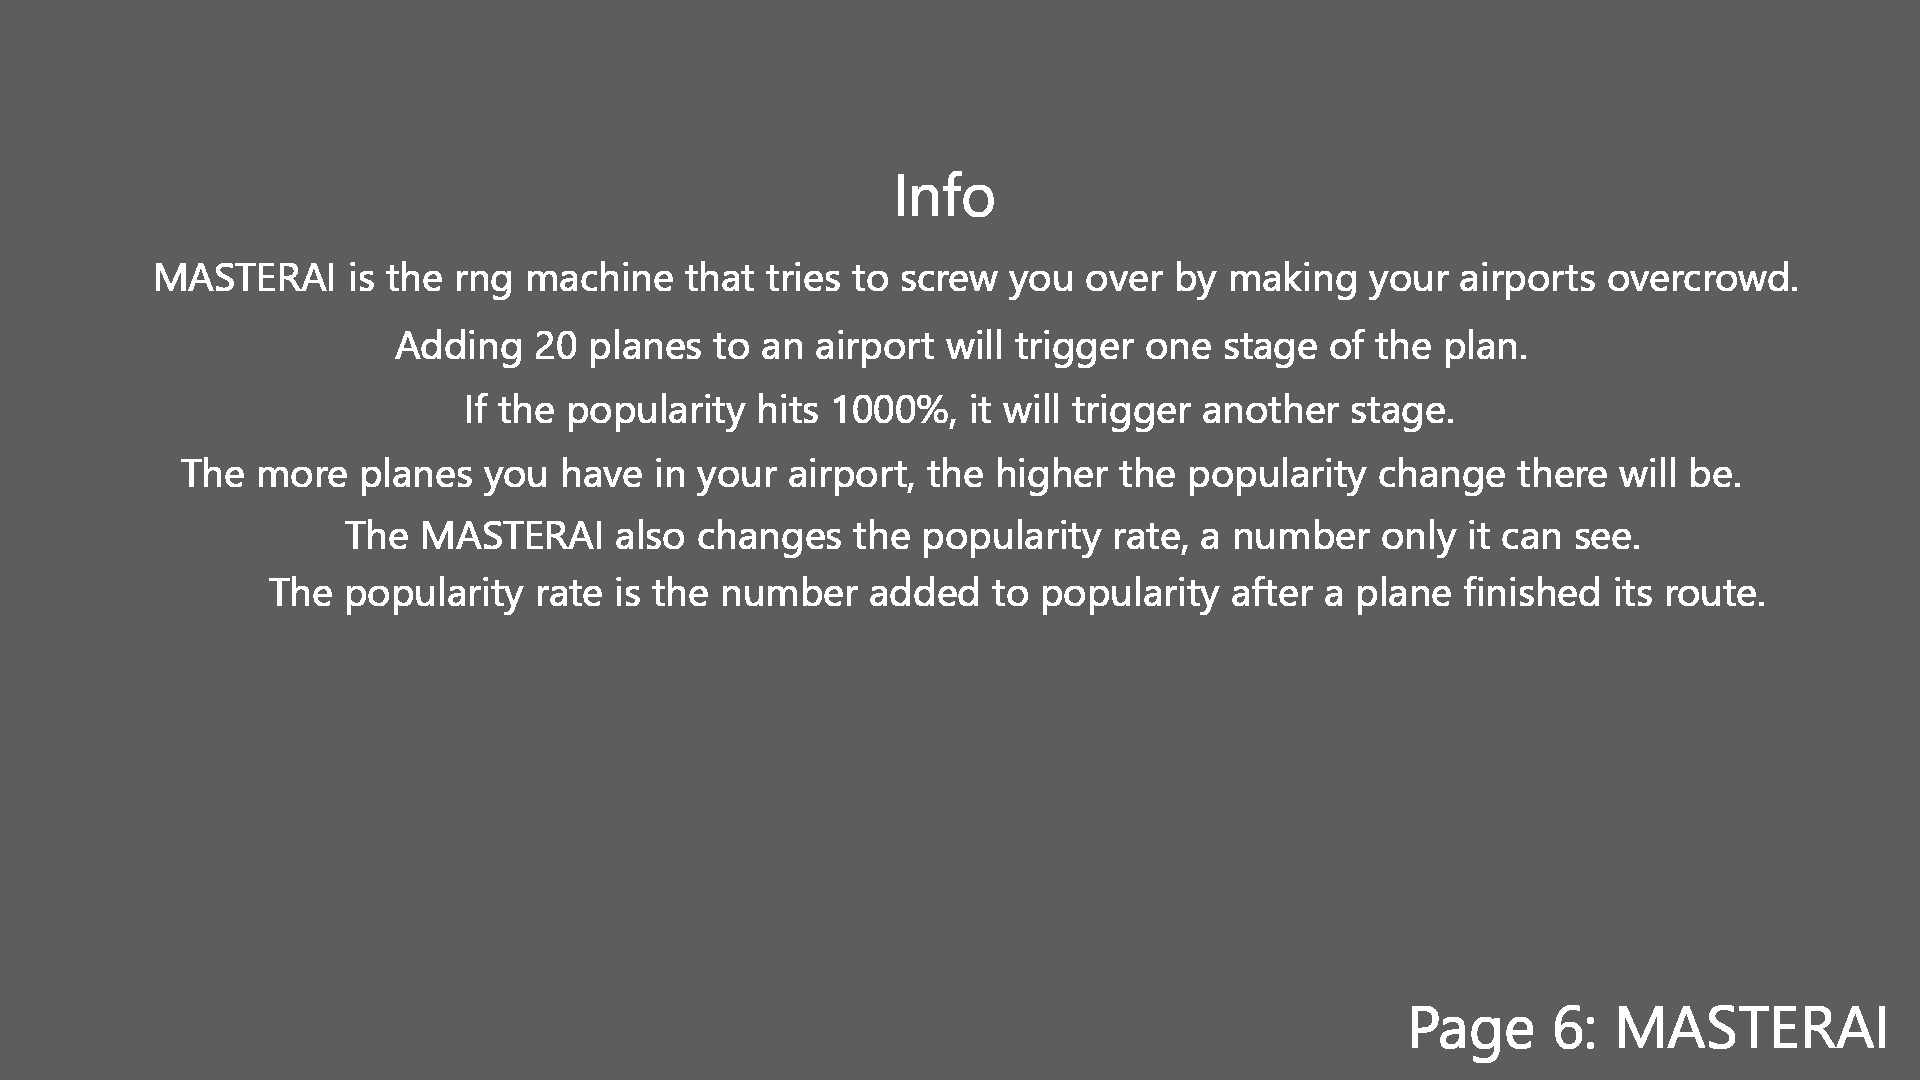 Info
MASTERAI is the rng machine that tries to screw you over by making your airports overcrowd.
Adding 20 planes to an airport will trigger one stage of the plan.
If the popularity hits 1000%, it will trigger another stage.
The more planes you have in your airport, the higher the popularity change there will be.
The MASTERAI also changes the popularity rate, a number only it can see.
The popularity rate is the number added to popularity after a plane finished its route.
Page 6: MASTERAI